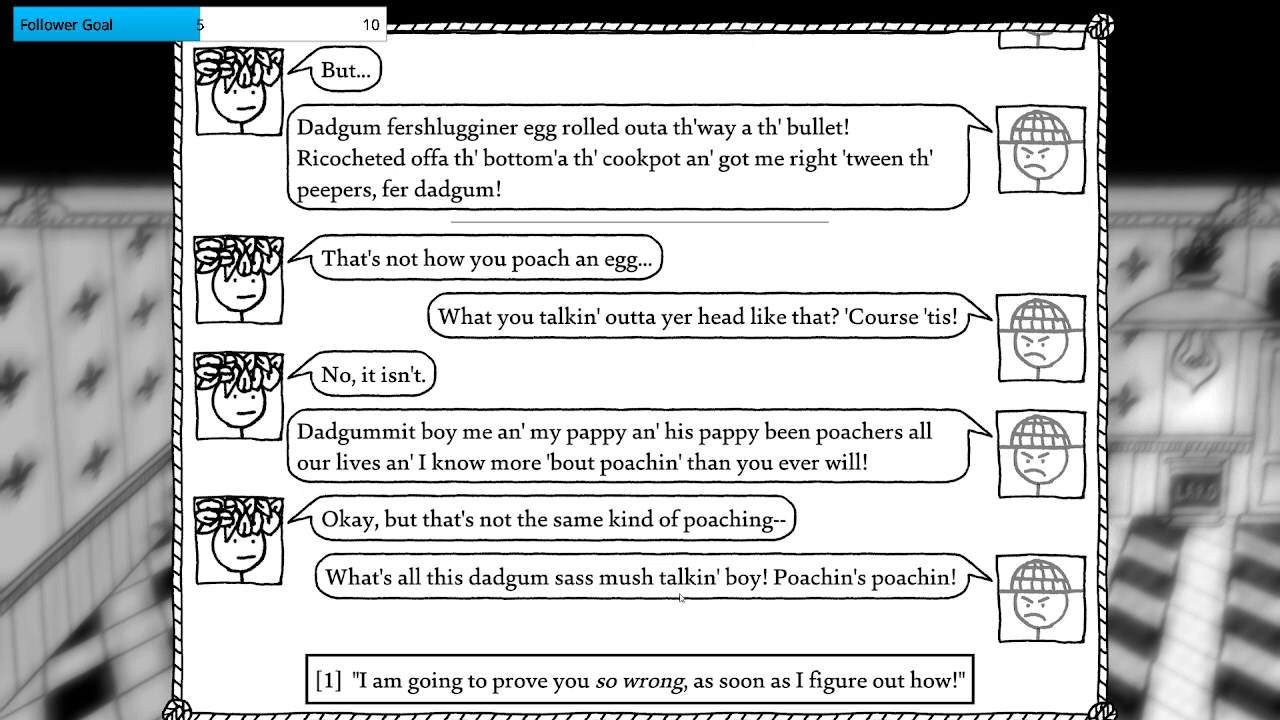 Follower Goal 5 10
But...
Dadgum fershlugginer egg rolled outa th'way a th' bullet!
Ricocheted offa th' bottom'a th' cookpot an' got me right 'tween th'
peepers, fer dadgum!
That's not how you poach an egg...
What you talkin' outta yer head like that? 'Course 'tis!
No, it isn't.
Dadgummit boy me an' my pappy an' his pappy been poachers all
our lives an' I know more 'bout poachin' than you ever will!
Okay, but that's not the same kind of poaching--
What's all this dadgum sass mush talkin' boy! Poachin's poachin!
[1] "I am going to prove you so wrong, as soon as I figure out how!"